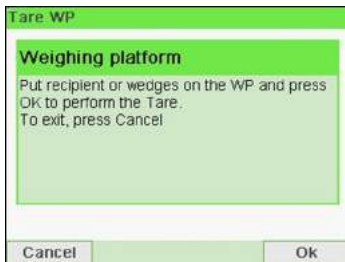 Tare WP
Weighing platform
Put recipient or wedges on the WP and press
OK to perform the Tare.
To exit, press Cancel
Cancel
Ok